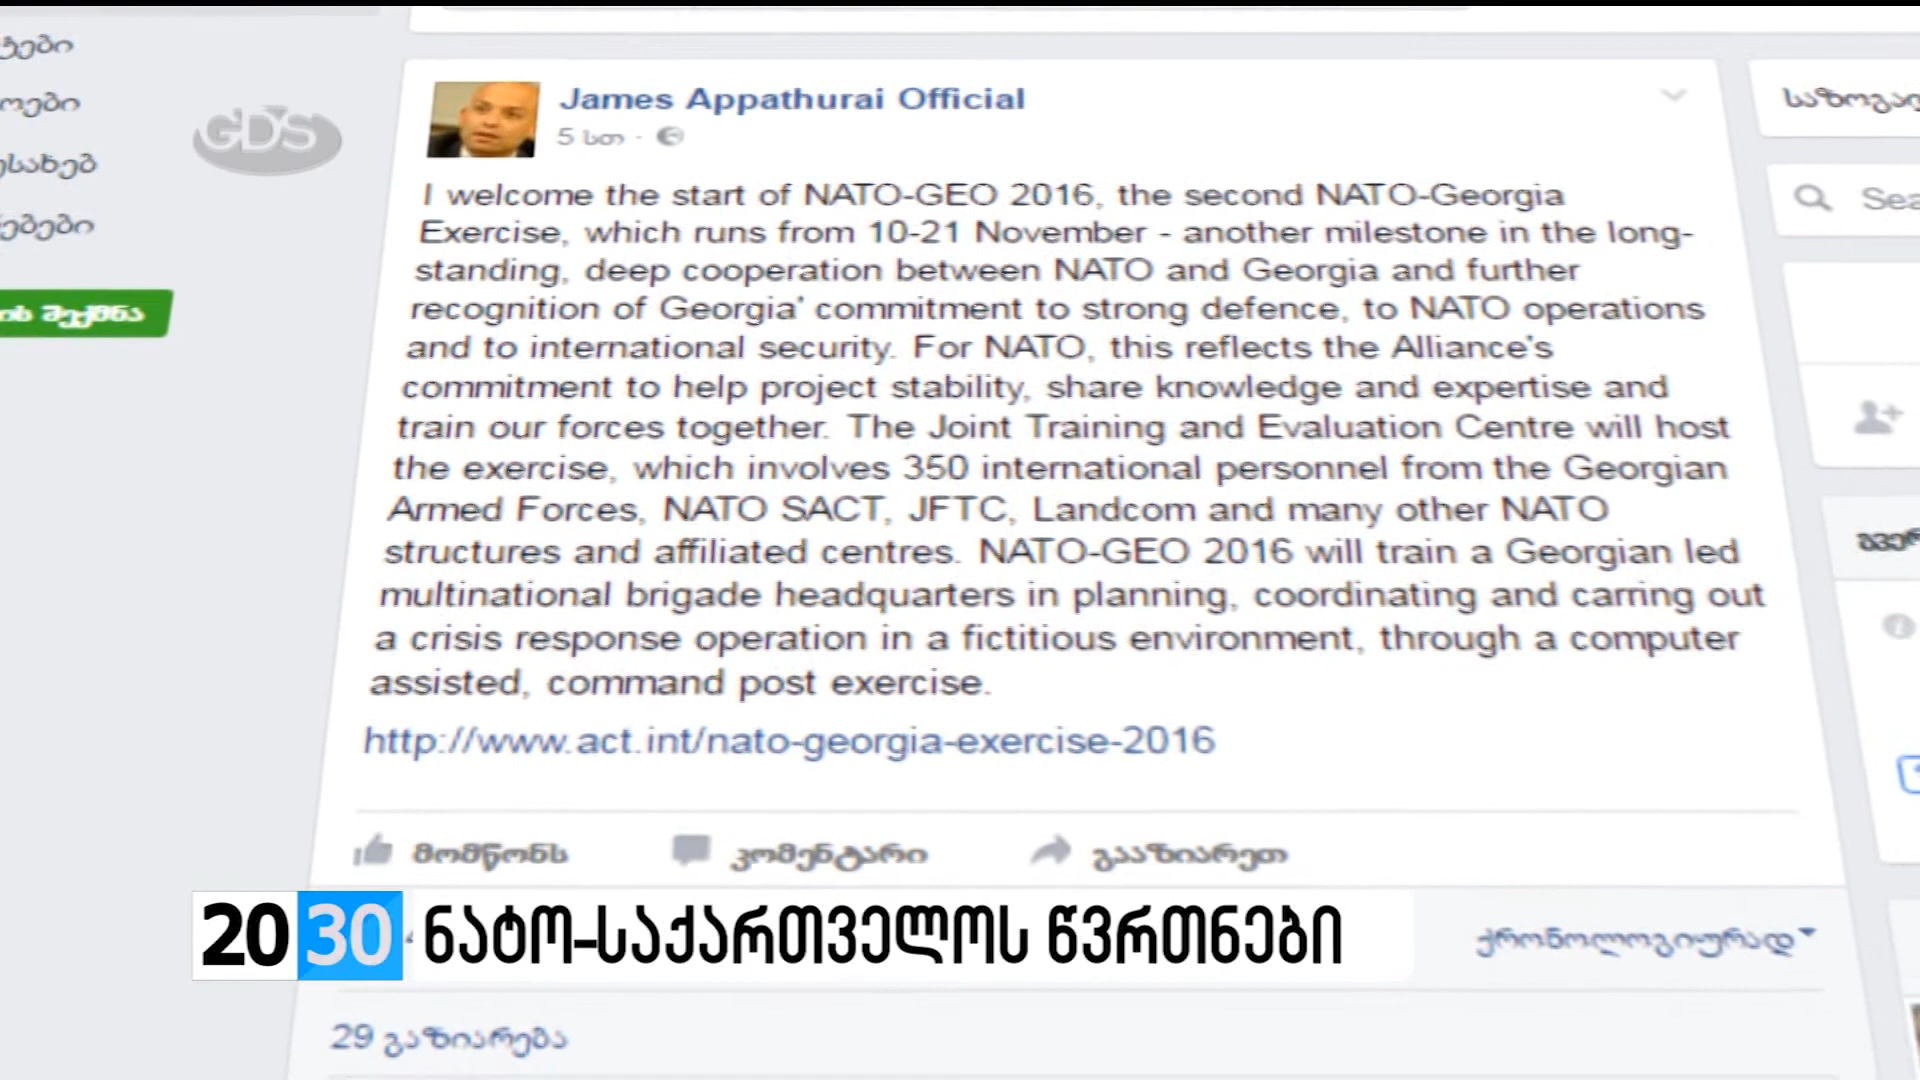 James Appathurai Official
5 სთ ·
GDS
I welcome the start of NATO-GEO 2016, the second NATO-Georgia
Exercise, which runs from 10-21 November - another milestone in the long-
standing, deep cooperation between NATO and Georgia and further
recognition of Georgia' commitment to strong defence, to NATO operations
and to international security. For NATO, this reflects the Alliance's
commitment to help project stability, share knowledge and expertise and
train our forces together. The Joint Training and Evaluation Centre will host
the exercise, which involves 350 international personnel from the Georgian
Armed Forces, NATO SACT, JFTC, Landcom and many other NATO
structures and affiliated centres. NATO-GEO 2016 will train a Georgian led
multinational brigade headquarters in planning, coordinating and carring out
a crisis response operation in a fictitious environment, through a computer
assisted, command post exercise.
http://www.act.int/nato-georgia-exercise-2016
ის შექმნა
მომწონს კომენტარი გააზიარეთ
20 30 ნატო-საქართველოს წვრთნები
ქრონოლოგიურად
29 გაზიარება